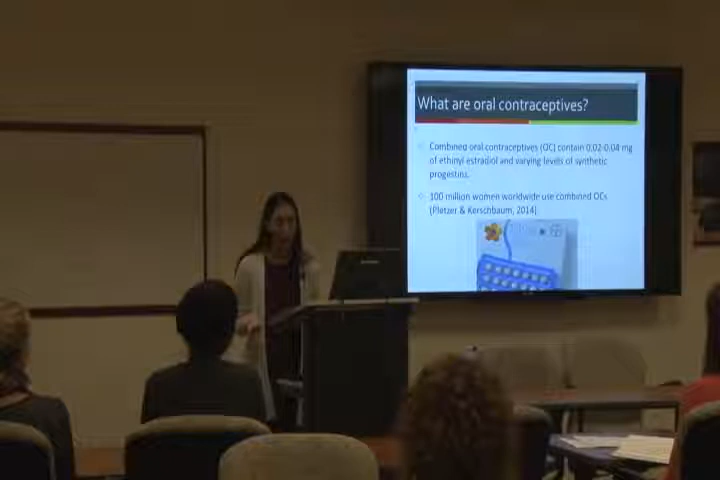 What are oral contraceptives?
Combined oral contraceptives (OC) contain 0.02-0.04 mg
of ethinyl estradiol and varying levels of synthetic
progestins.
100 million women worldwide use combined OCs
(Pletzer & Kerschbaum, 2014)